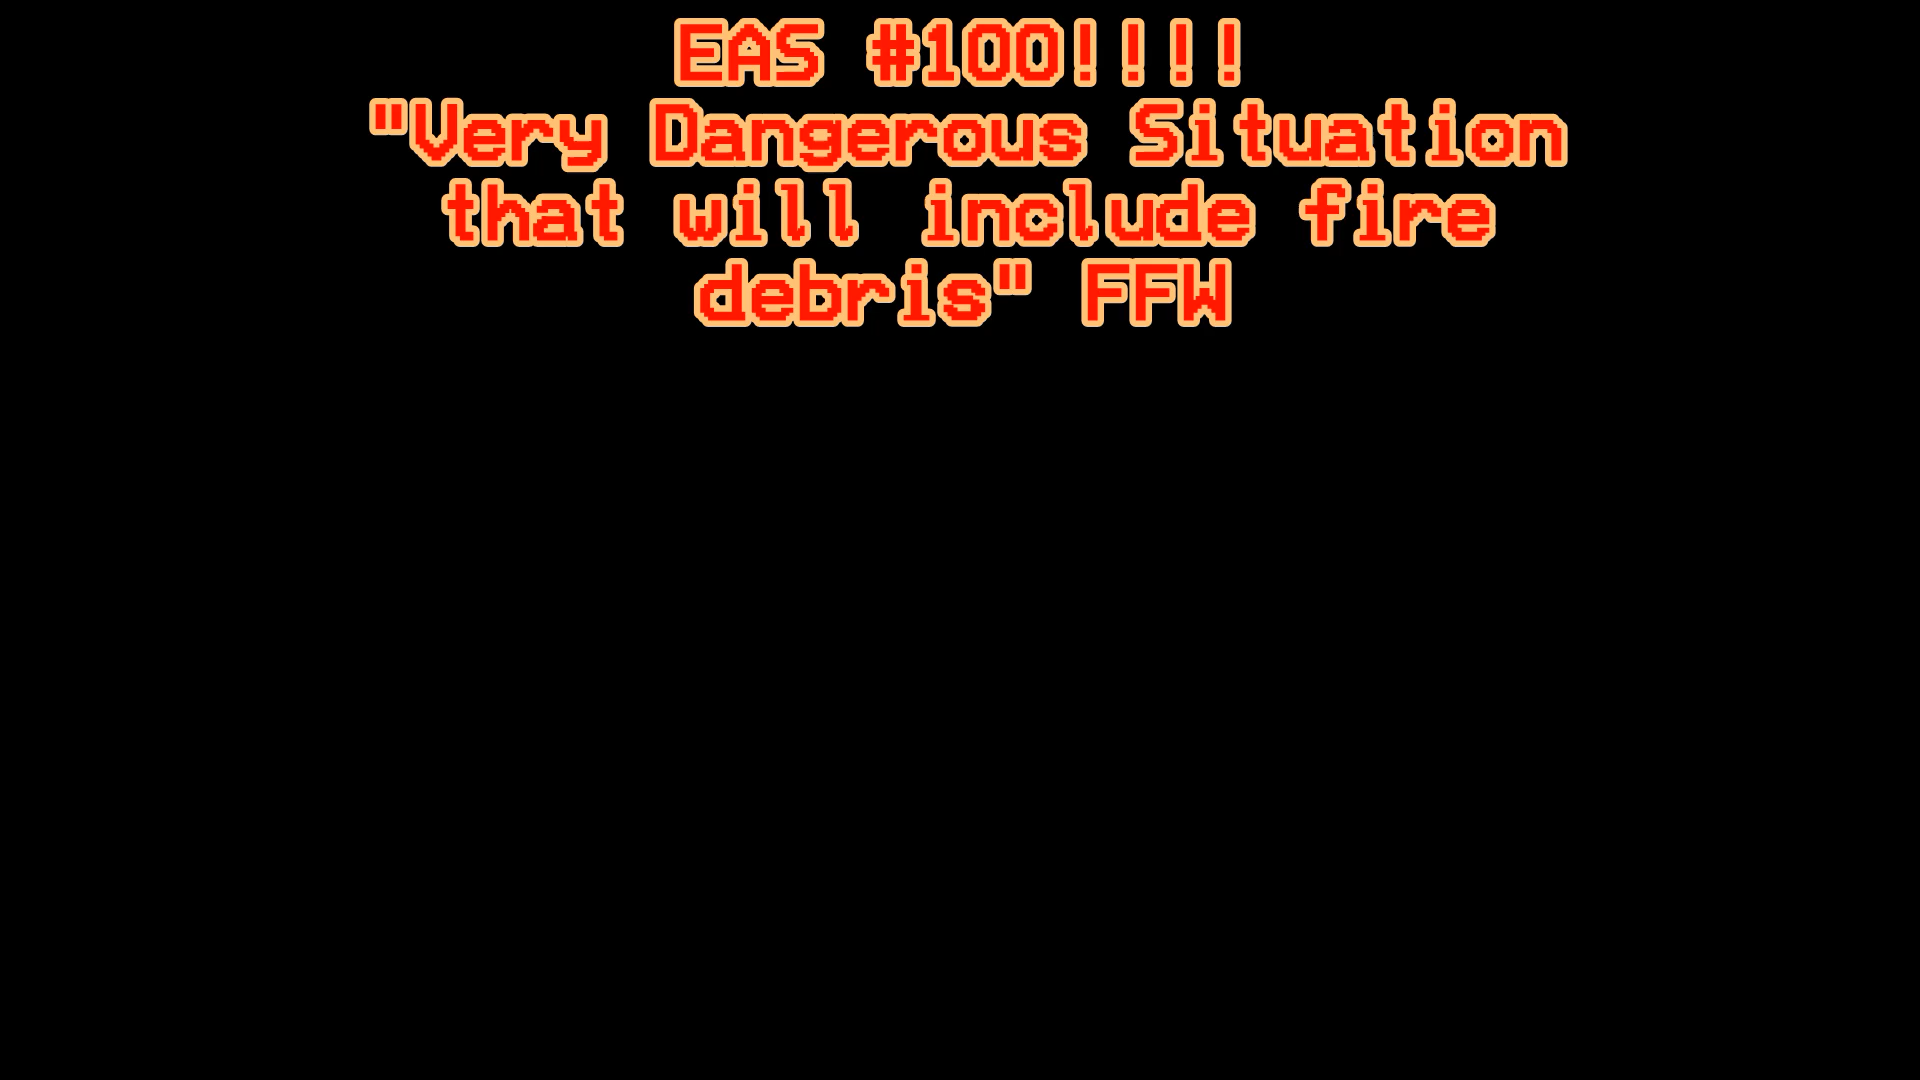 EAS #100!!!!
"Very Dangerous Situation
that will include fire
debris" FFW